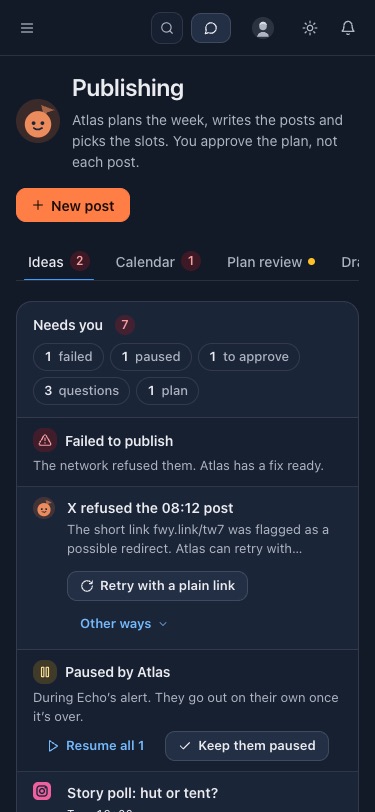 Publishing
Atlas plans the week, writes the posts and
picks the slots. You approve the plan, not
each post.
New post
Ideas 2 Calendar 1 Plan review Dra
Needs you 7
1 failed 1 paused 1 to approve
3 questions 1 plan
Failed to publish
The network refused them. Atlas has a fix ready.
X refused the 08:12 post
The short link fwy.link/tw7 was flagged as a
possible redirect. Atlas can retry with...
Retry with a plain link
Other ways
Paused by Atlas
During Echo's alert. They go out on their own once
it's over.
Resume all 1 Keep them paused
Story poll: hut or tent?